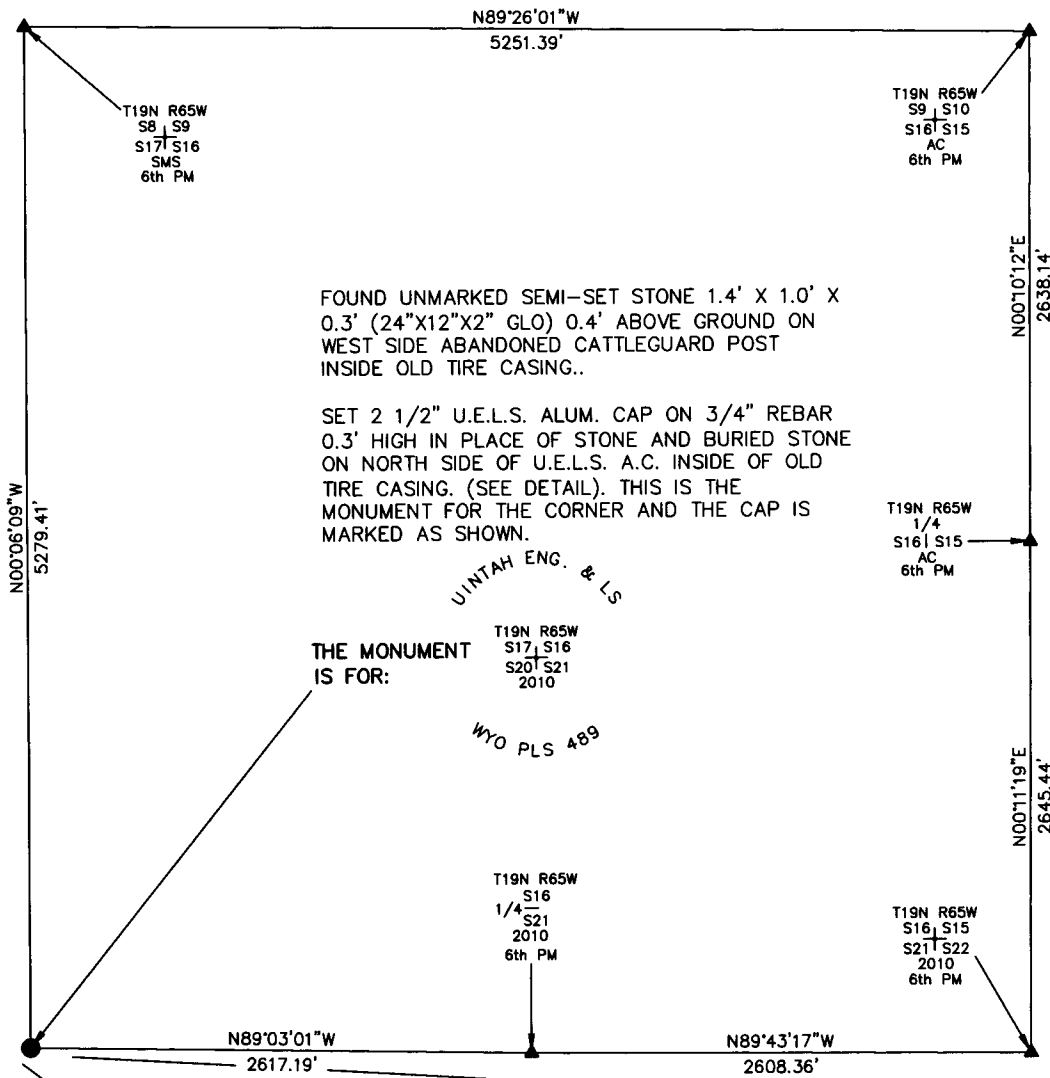 N89°26'01"W
5251.39'
T19N R65W
S8 S9
S17 S16
SMS
6th PM
T19N R65W
S9 S10
S16 S15
AC
6th PM
N00°10'12"E
2638.14'
FOUND UNMARKED SEMI-SET STONE 1.4' X 1.0' X
0.3' (24"X12"X2" GLO) 0.4' ABOVE GROUND ON
WEST SIDE ABANDONED CATTLEGUARD POST
INSIDE OLD TIRE CASING..
SET 2 1/2" U.E.L.S. ALUM. CAP ON 3/4" REBAR
0.3' HIGH IN PLACE OF STONE AND BURIED STONE
ON NORTH SIDE OF U.E.L.S. A.C. INSIDE OF OLD
TIRE CASING. (SEE DETAIL). THIS IS THE
MONUMENT FOR THE CORNER AND THE CAP IS
MARKED AS SHOWN.
N00°06'09"W
5279.41'
T19N R65W
1/4
S16 S15
AC
6th PM
UINTAH ENG. & LS
T19N R65W
S17 S16
S20 S21
2010
WYO PLS 489
THE MONUMENT
IS FOR:
N00°11'19"E
2645.44'
T19N R65W
S16
1/4
S21
2010
6th PM
T19N R65W
S16 S15
S21 S22
2010
6th PM
N89°03'01"W
2617.19'
N89°43'17"W
2608.36'